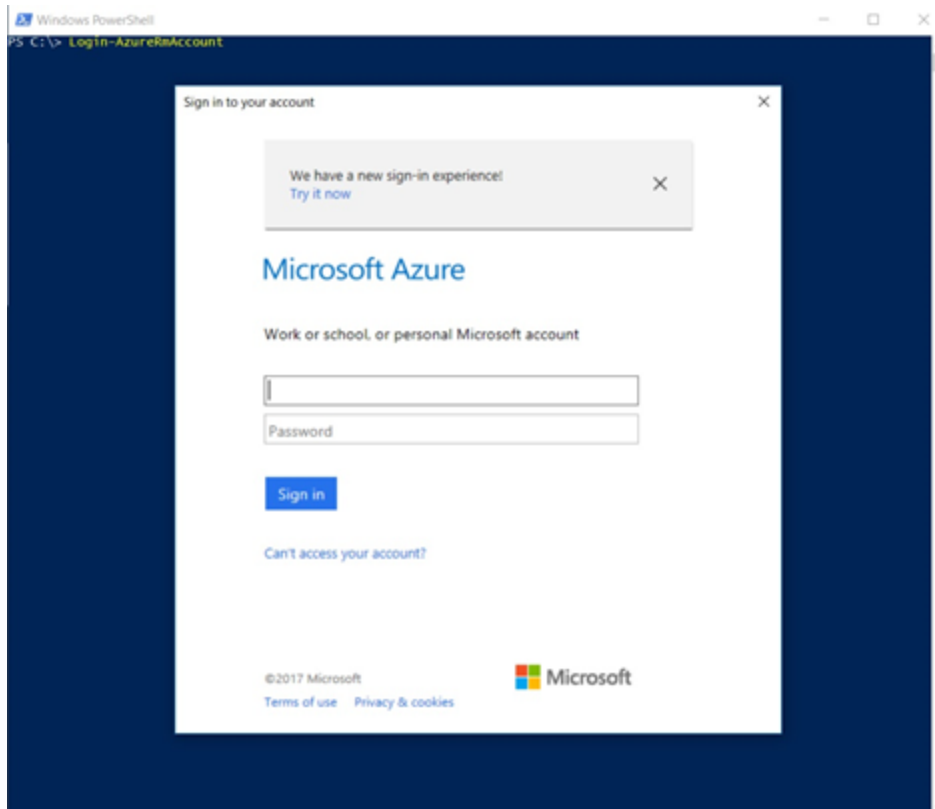 Windows PowerShell
PS C:\> Login-AzureRmAccount
Sign in to your account
We have a new sign-in experience!
Try it now
Microsoft Azure
Work or school, or personal Microsoft account
Password
Sign in
Can't access your account?
©2017 Microsoft
Microsoft
Terms of use Privacy & cookies